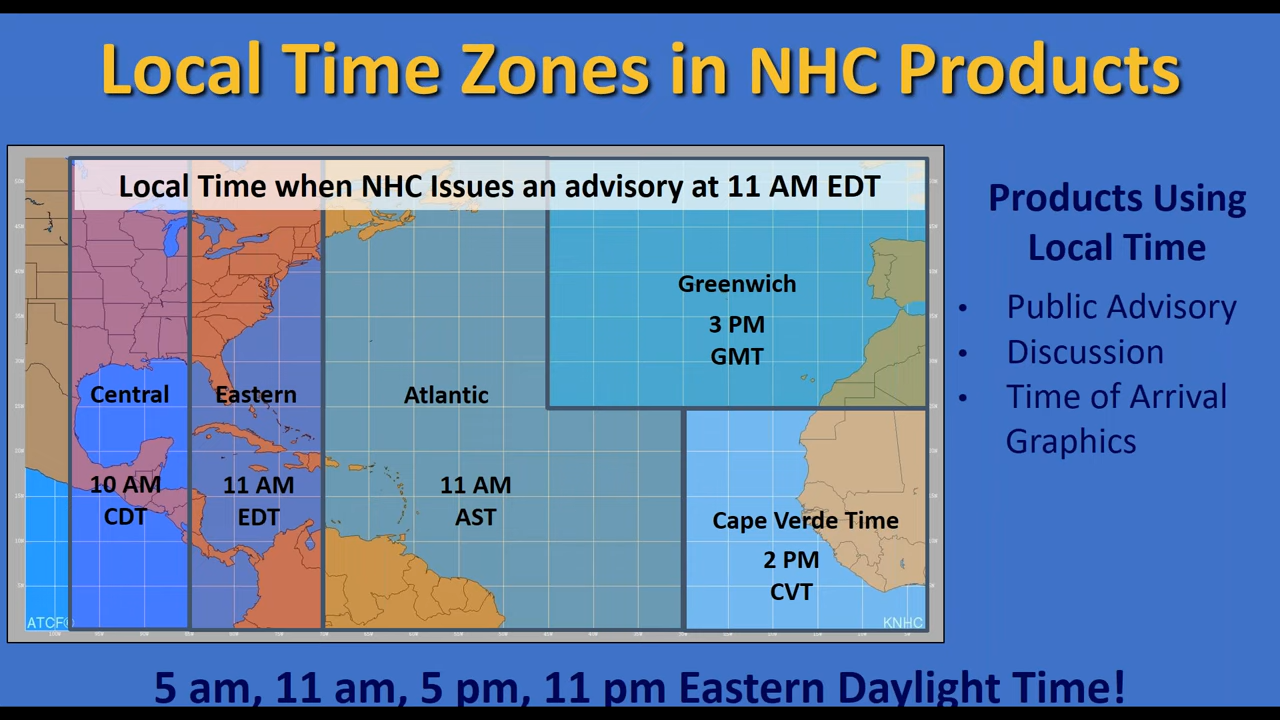 Local Time Zones in NHC Products
Local Time when NHC Issues an advisory at 11 AM EDT
Products Using
Local Time
• Public Advisory
• Discussion
• Time of Arrival
Graphics
Greenwich
3 PM
GMT
Central
Eastern
Atlantic
10 AM
CDT
11 AM
EDT
11 AM
AST
Cape Verde Time
2 PM
CVT
ATCF®
KNHC
5 am, 11 am, 5 pm, 11 pm Eastern Daylight Time!